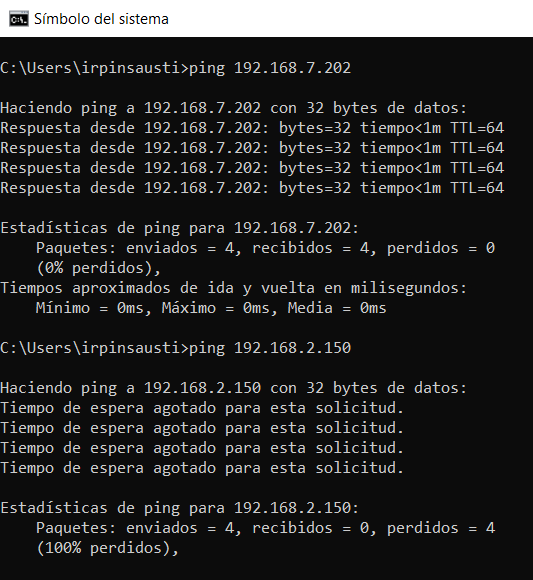 Símbolo del sistema
C:\Users\irpinsausti>ping 192.168.7.202
Haciendo ping a 192.168.7.202 con 32 bytes de datos:
Respuesta desde 192.168.7.202: bytes=32 tiempo<1m TTL=64
Respuesta desde 192.168.7.202: bytes=32 tiempo<1m TTL=64
Respuesta desde 192.168.7.202: bytes=32 tiempo<1m TTL=64
Respuesta desde 192.168.7.202: bytes=32 tiempo<1m TTL=64
Estadísticas de ping para 192.168.7.202:
Paquetes: enviados = 4, recibidos = 4, perdidos = 0
(0% perdidos),
Tiempos aproximados de ida y vuelta en milisegundos:
Mínimo = 0ms, Máximo = 0ms, Media = 0ms
C:\Users\irpinsausti>ping 192.168.2.150
Haciendo ping a 192.168.2.150 con 32 bytes de datos:
Tiempo de espera agotado para esta solicitud.
Tiempo de espera agotado para esta solicitud.
Tiempo de espera agotado para esta solicitud.
Tiempo de espera agotado para esta solicitud.
Estadísticas de ping para 192.168.2.150:
Paquetes: enviados = 4, recibidos = 0, perdidos = 4
(100% perdidos),